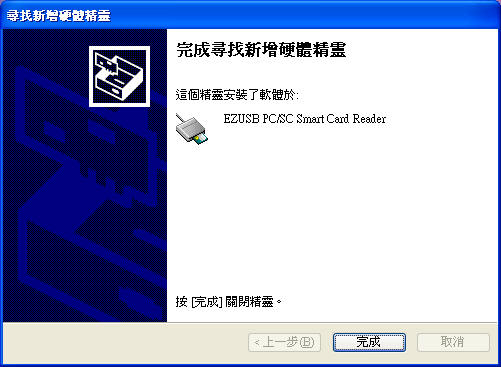 尋找新增硬體精靈
完成尋找新增硬體精靈
這個精靈安裝了軟體於:
EZUSB PC/SC Smart Card Reader
按 [完成] 關閉精靈。
< 上一步(B)
完成
取消